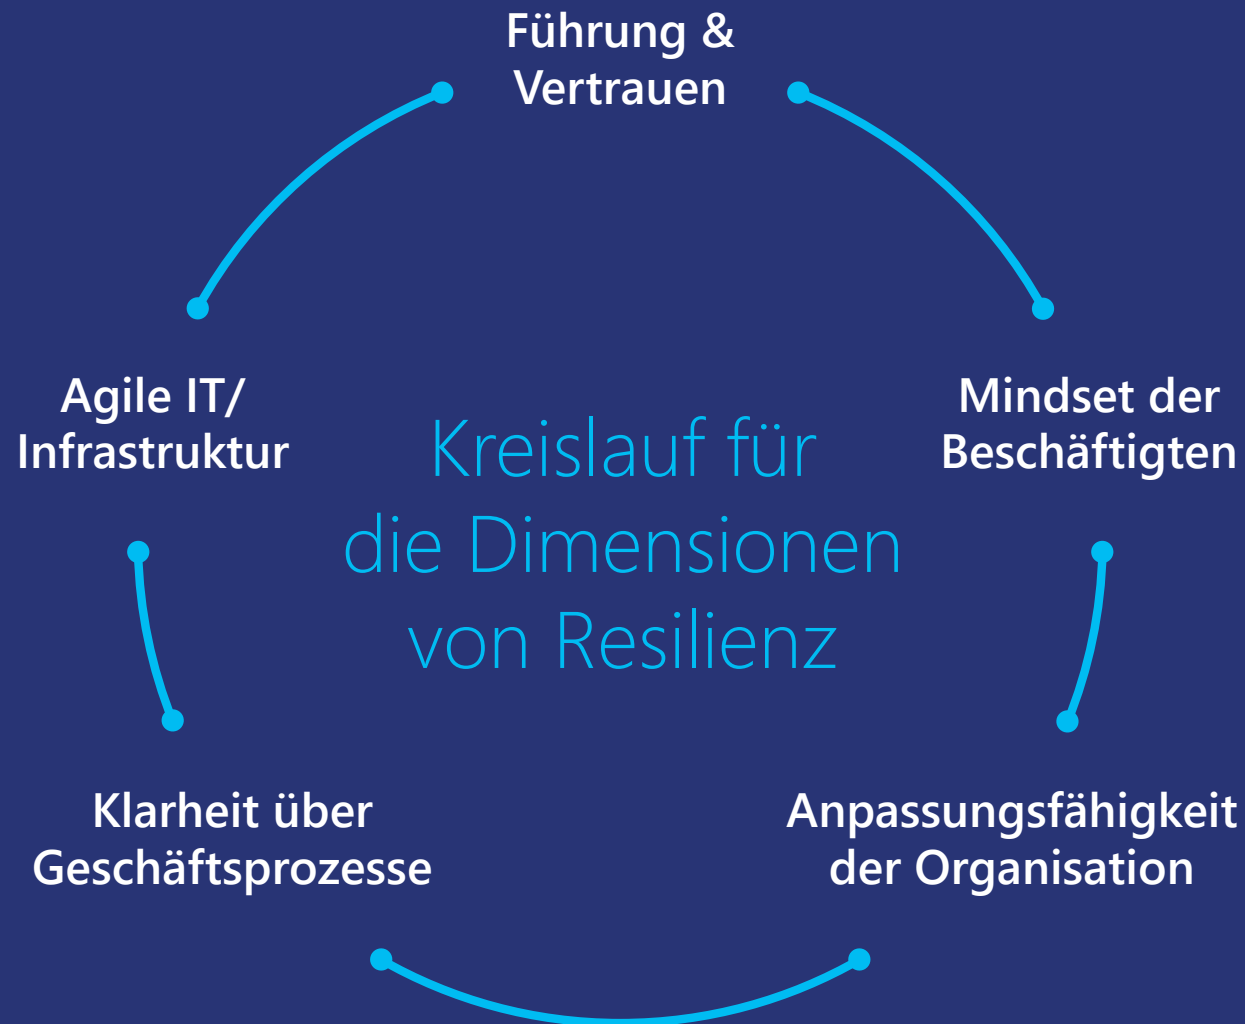 Führung &
Vertrauen
Agile IT/
Infrastruktur
Mindset der
Beschäftigten
Kreislauf für
die Dimensionen
von Resilienz
Klarheit über
Geschäftsprozesse
Anpassungsfähigkeit
der Organisation